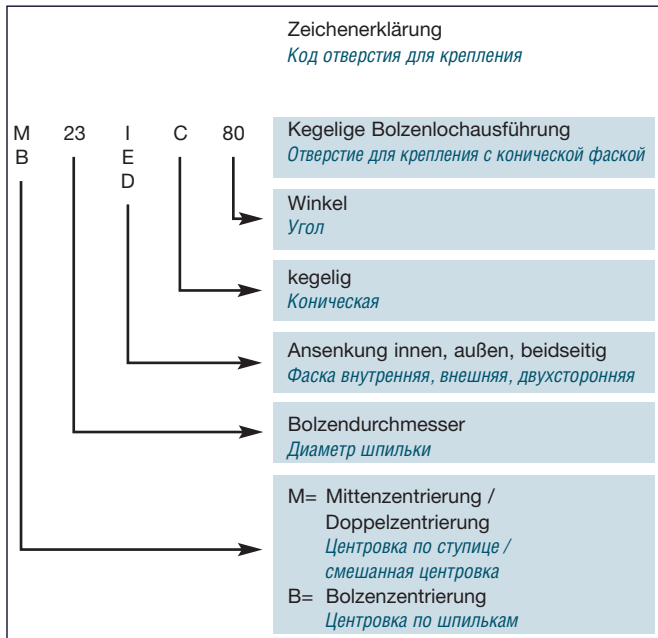 Zeichenerklärung
Код отверстия для крепления
M 23 I C 80
B E
D
Kegelige Bolzenlochausführung
Отверстие для крепления с конической фаской
Winkel
Угол
kegelig
Коническая
Ansenkung innen, außen, beidseitig
Фаска внутренняя, внешняя, двухсторонняя
Bolzendurchmesser
Диаметр шпильки
M= Mittenzentrierung /
Doppelzentrierung
Центровка по ступице /
смешанная центровка
B= Bolzenzentrierung
Центровка по шпилькам